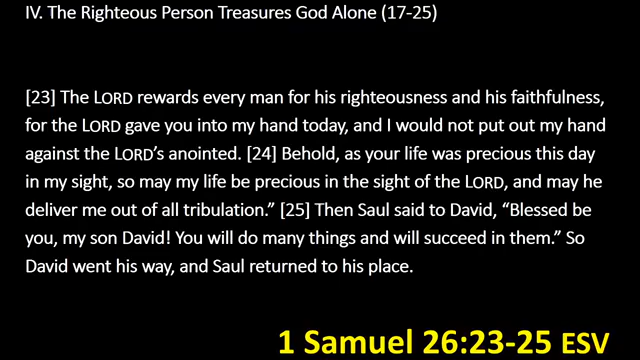 IV. The Righteous Person Treasures God Alone (17-25)
[23] The LORD rewards every man for his righteousness and his faithfulness,
for the LORD gave you into my hand today, and I would not put out my hand
against the LORD’s anointed. [24] Behold, as your life was precious this day
in my sight, so may my life be precious in the sight of the LORD, and may he
deliver me out of all tribulation.” [25] Then Saul said to David, “Blessed be
you, my son David! You will do many things and will succeed in them.” So
David went his way, and Saul returned to his place.
1 Samuel 26:23-25 ESV